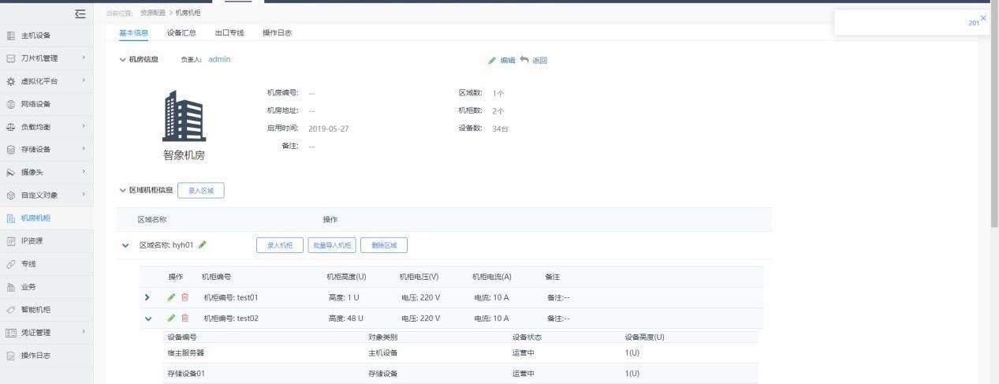 当前位置: 资源配置 > 机房机柜
201 ×
主机设备
刀片机管理
虚拟化平台
网络设备
负载均衡
存储设备
摄像头
自定义对象
机房机柜
IP资源
专线
业务
智能机柜
凭证管理
操作日志
基本信息 设备汇总 出口专线 操作日志
机房信息 负责人: admin 编辑 返回
智象机房
机房编号: -- 区域数: 1个
机房地址: -- 机柜数: 2个
启用时间: 2019-05-27 设备数: 34台
备注: --
区域机柜信息 录入区域
区域名称 操作
区域名称: hyh01 录入机柜 批量导入机柜 删除区域
操作 机柜编号 机柜高度(U) 机柜电压(V) 机柜电流(A) 备注
机柜编号: test01 高度: 1 U 电压: 220 V 电流: 10 A 备注:--
机柜编号: test02 高度: 48 U 电压: 220 V 电流: 10 A 备注:--
设备编号 对象类别 设备状态 设备高度(U)
宿主服务器 主机设备 运营中 1(U)
存储设备01 存储设备 运营中 1(U)